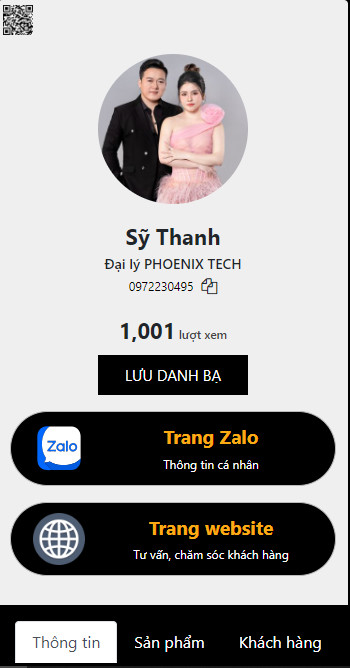 Sỹ Thanh
Đại lý PHOENIX TECH
0972230495
1,001 lượt xem
LƯU DANH BẠ
Zalo
Trang Zalo
Thông tin cá nhân
Trang website
Tư vấn, chăm sóc khách hàng
Thông tin
Sản phẩm
Khách hàng